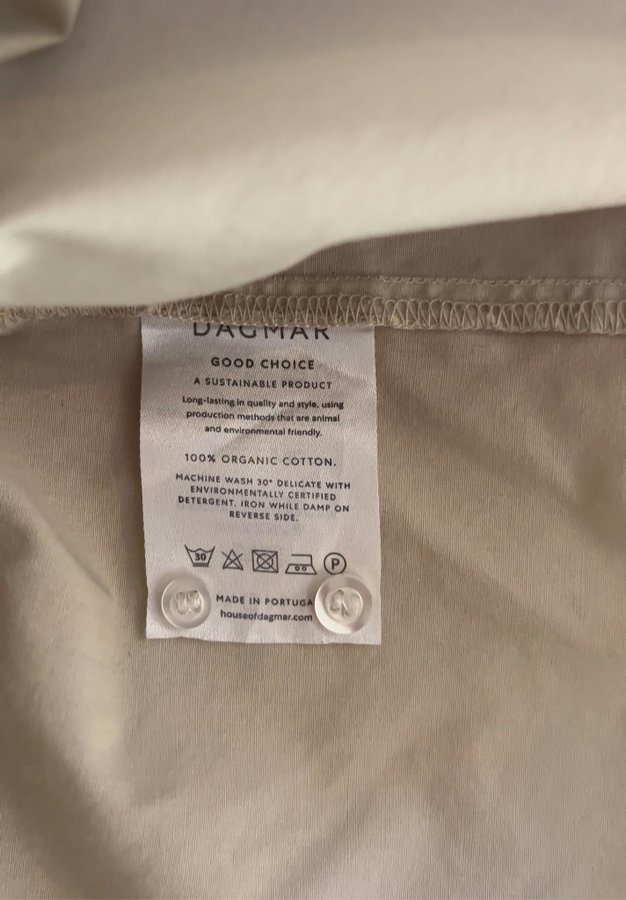 DAGMAR
GOOD CHOICE
A SUSTAINABLE PRODUCT
Long-lasting in quality and style, using
production methods that are animal
and environmental friendly.
100% ORGANIC COTTON.
MACHINE WASH 30° DELICATE WITH
ENVIRONMENTALLY CERTIFIED
DETERGENT. IRON WHILE DAMP ON
REVERSE SIDE.
30 P
MADE IN PORTUGA
houseofdagmar.com